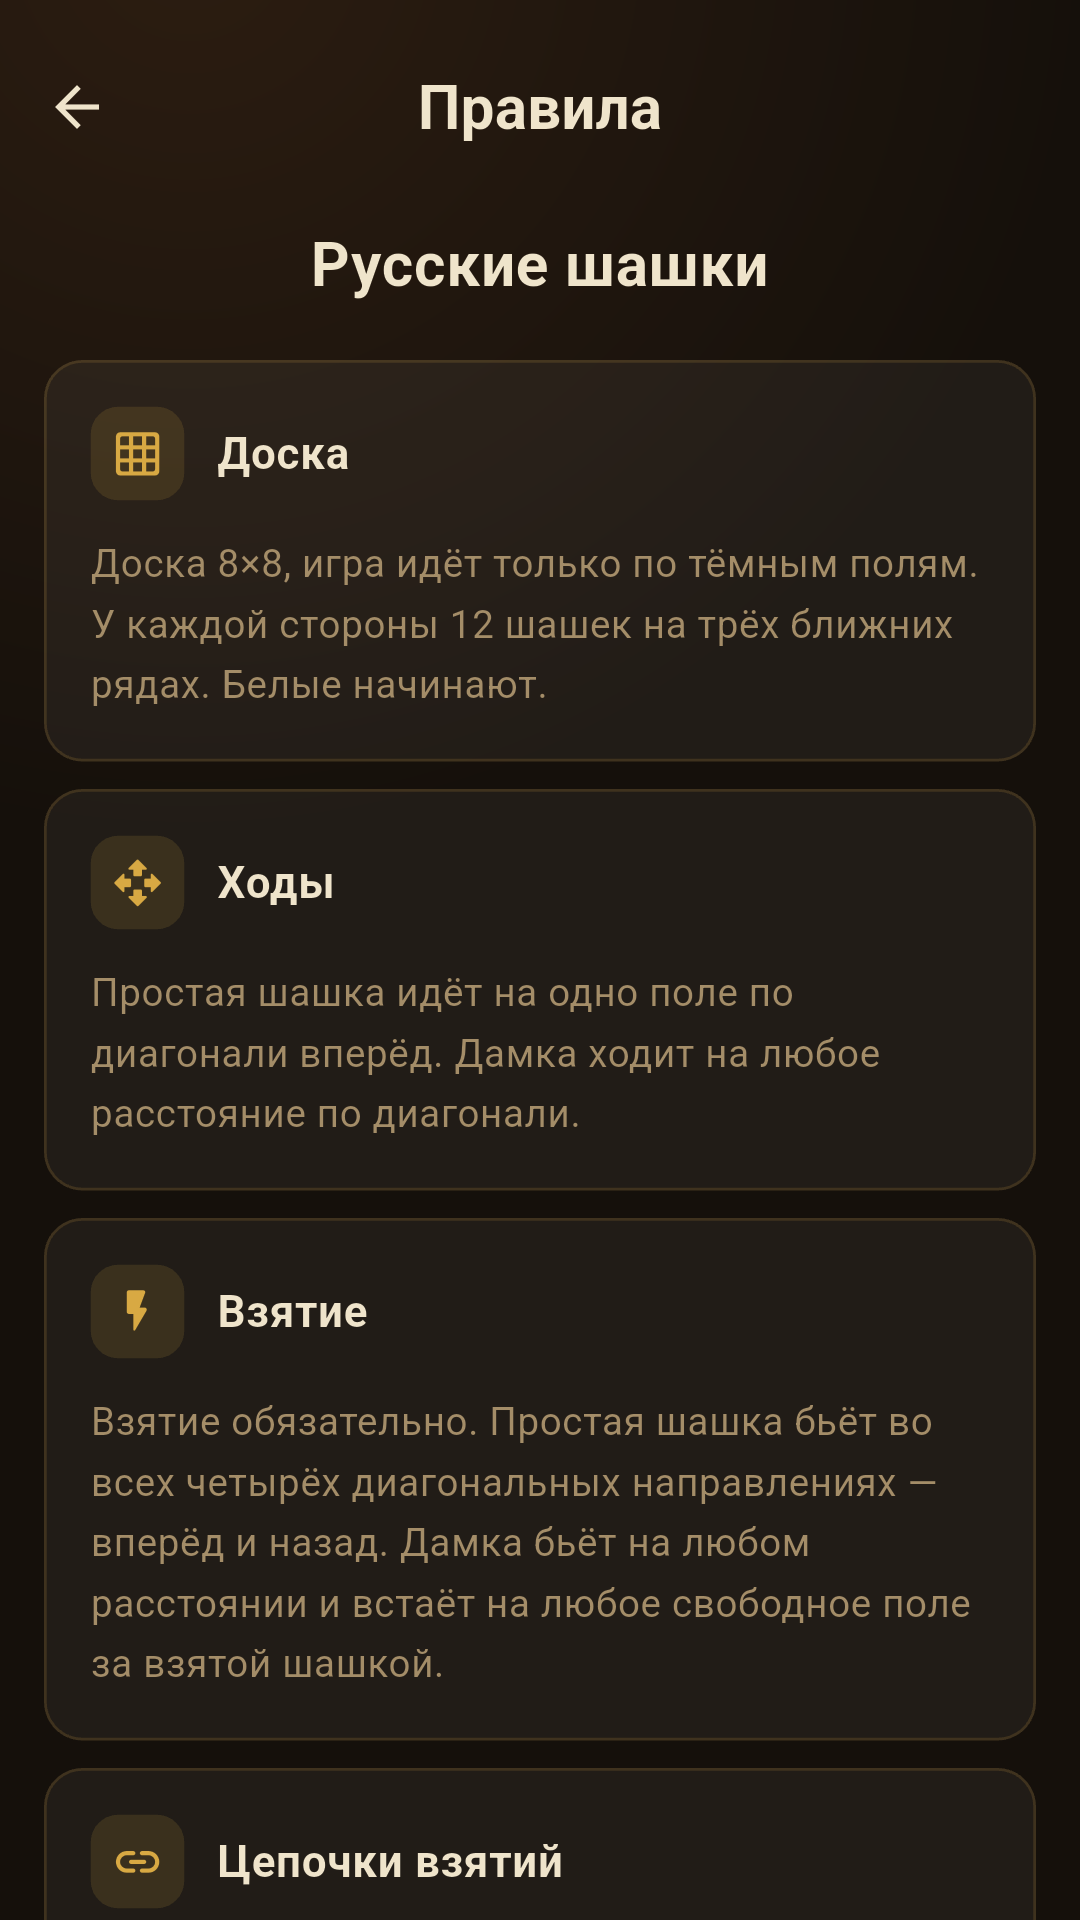 Правила
Русские шашки
Доска
Доска 8×8, игра идёт только по тёмным полям.
У каждой стороны 12 шашек на трёх ближних
рядах. Белые начинают.
Ходы
Простая шашка идёт на одно поле по
диагонали вперёд. Дамка ходит на любое
расстояние по диагонали.
Взятие
Взятие обязательно. Простая шашка бьёт во
всех четырёх диагональных направлениях —
вперёд и назад. Дамка бьёт на любом
расстоянии и встаёт на любое свободное поле
за взятой шашкой.
Цепочки взятий